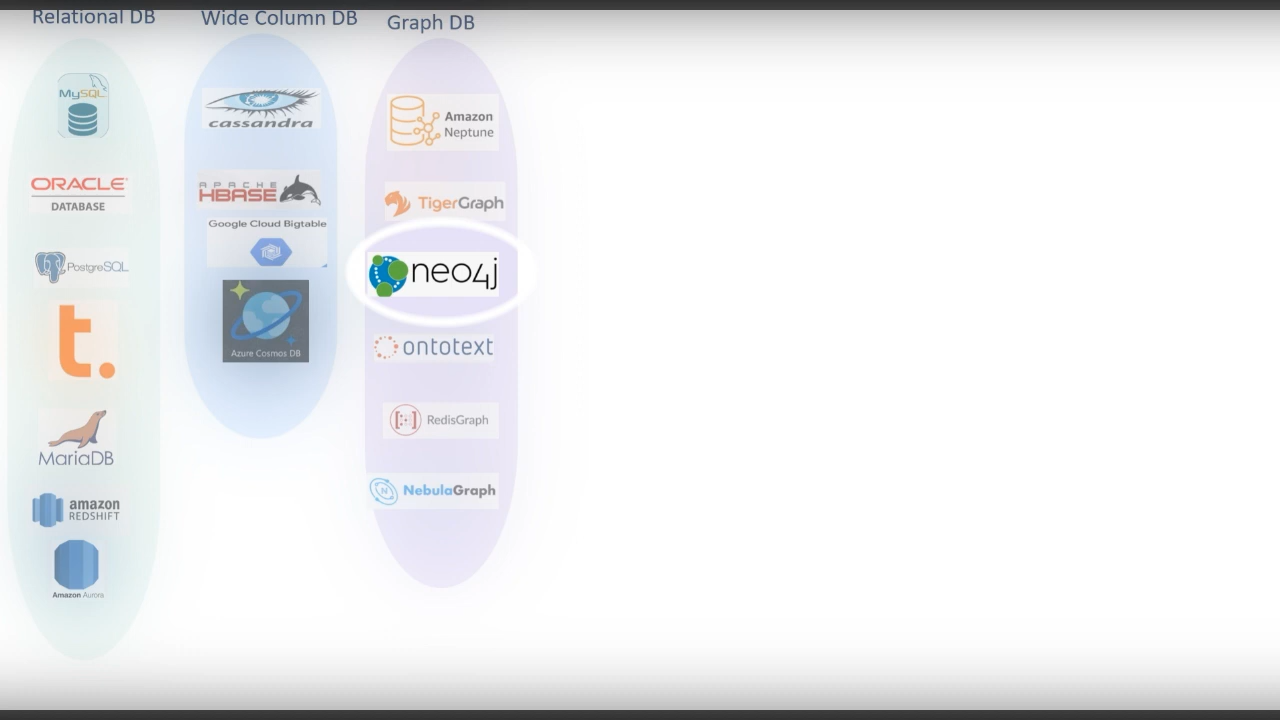 Relational DB
Wide Column DB
Graph DB
MySQL
ORACLE
DATABASE
PostgreSQL
t.
MariaDB
amazon
REDSHIFT
Amazon Aurora
cassandra
APACHE
HBASE
Google Cloud Bigtable
Azure Cosmos DB
Amazon
Neptune
TigerGraph
neo4j
ontotext
RedisGraph
N
NebulaGraph